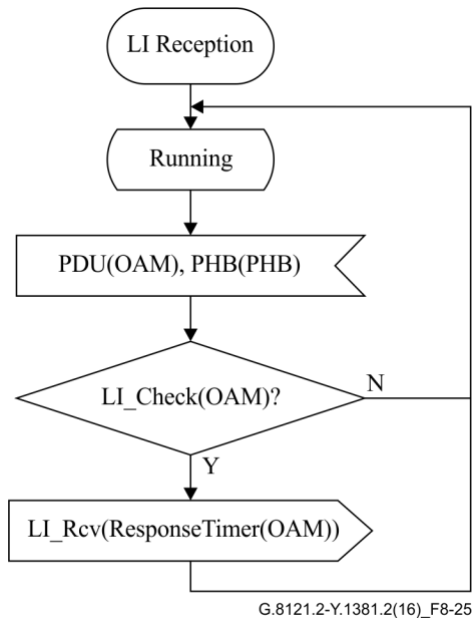 LI Reception
Running
PDU(OAM), PHB(PHB)
LI_Check(OAM)?
N
Y
LI_Rcv(ResponseTimer(OAM))
G.8121.2-Y.1381.2(16)_F8-25